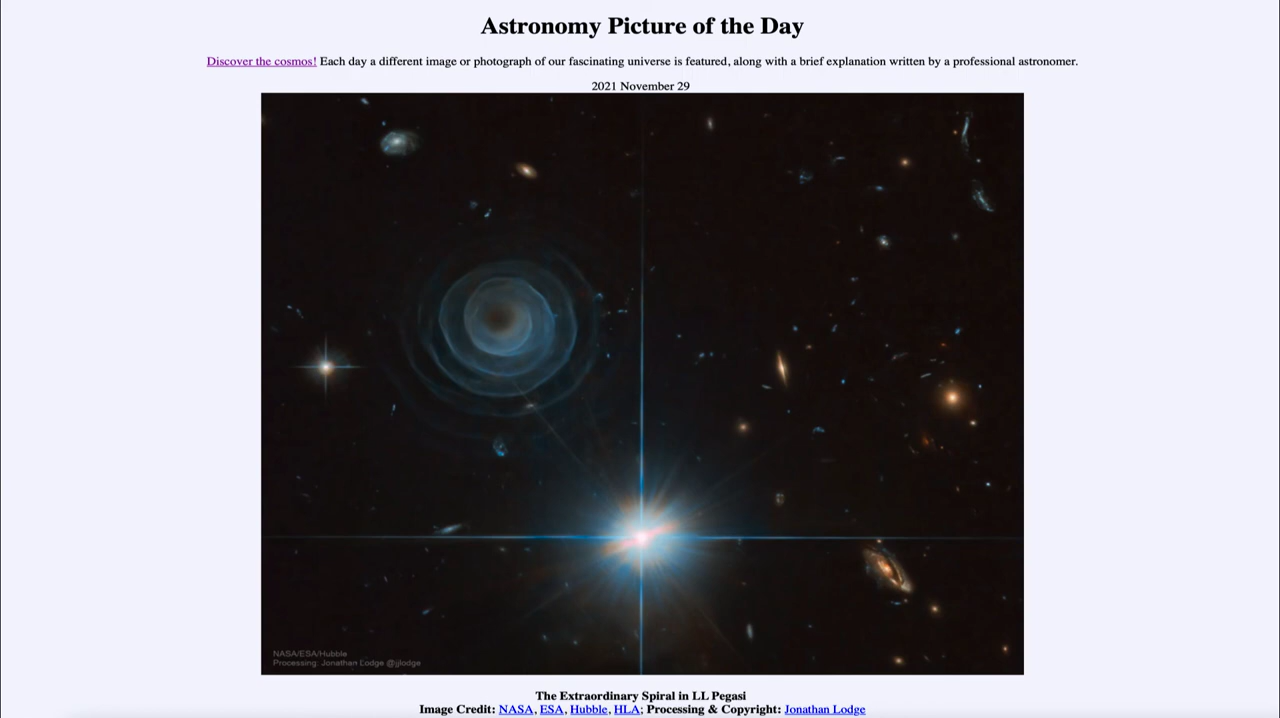 Astronomy Picture of the Day
Discover the cosmos! Each day a different image or photograph of our fascinating universe is featured, along with a brief explanation written by a professional astronomer.
2021 November 29
NASA/ESA/Hubble
Processing: Jonathan Lodge @jjlodge
The Extraordinary Spiral in LL Pegasi
Image Credit: NASA, ESA, Hubble, HLA; Processing & Copyright: Jonathan Lodge